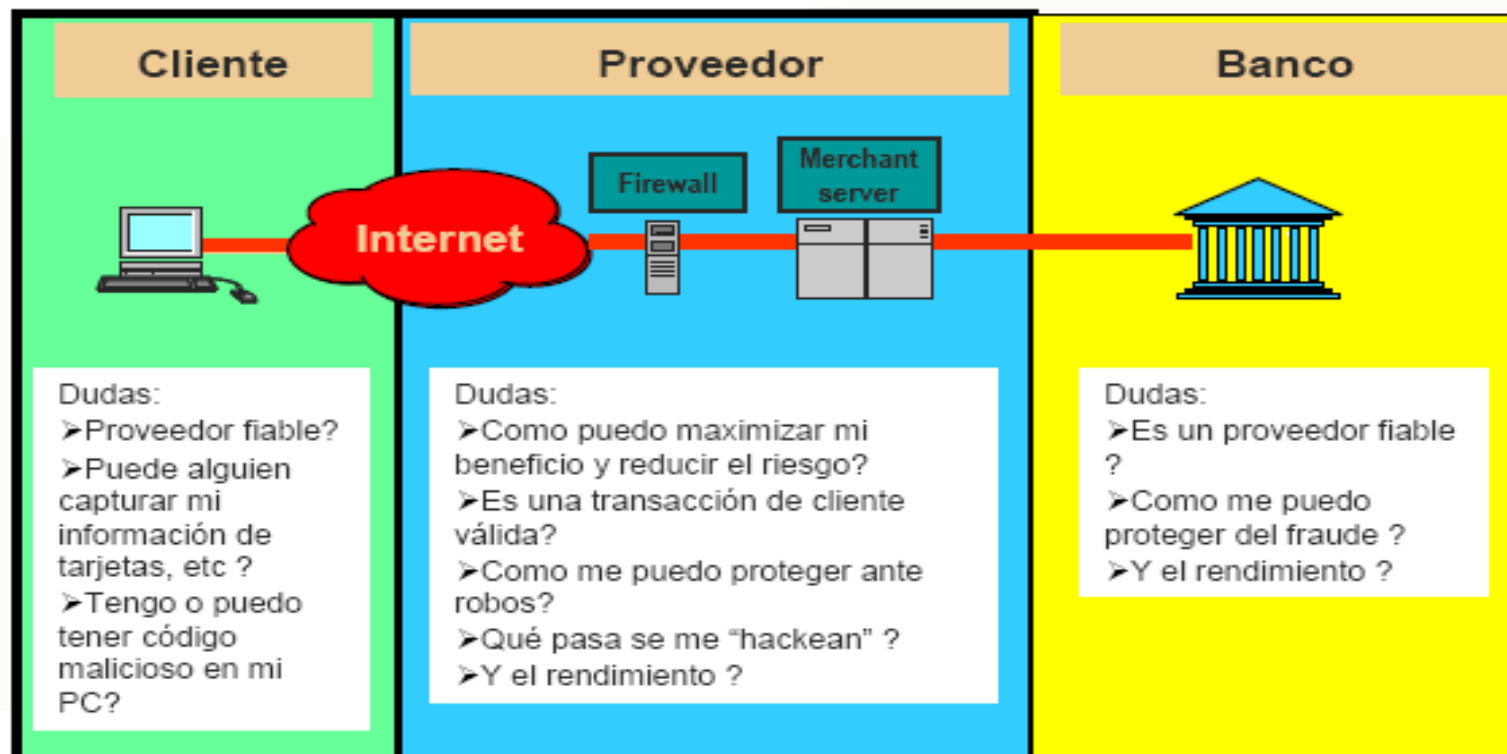 Cliente
Proveedor
Banco
Internet
Firewall
Merchant
server
Dudas:
➢Proveedor fiable?
➢Puede alguien
capturar mi
información de
tarjetas, etc ?
➢Tengo o puedo
tener código
malicioso en mi
PC?
Dudas:
➢Como puedo maximizar mi
beneficio y reducir el riesgo?
➢Es una transacción de cliente
válida?
➢Como me puedo proteger ante
robos?
➢Qué pasa se me “hackean” ?
➢Y el rendimiento ?
Dudas:
➢Es un proveedor fiable
?
➢Como me puedo
proteger del fraude ?
➢Y el rendimiento ?